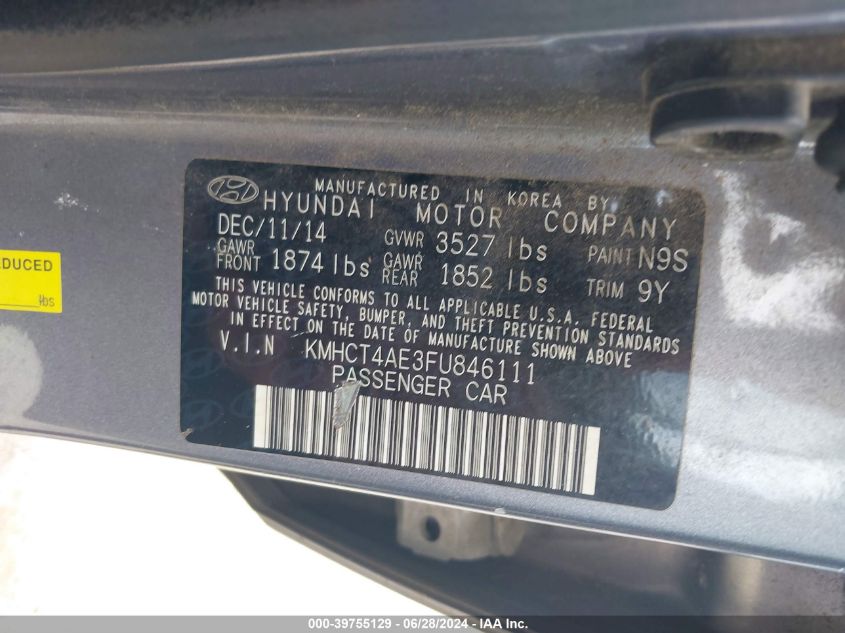 MANUFACTURED IN KOREA BY
HYUNDAI MOTOR COMPANY
DEC/11/14 GVWR 3527 lbs PAINT N9S
GAWR FRONT 1874 lbs GAWR REAR 1852 lbs TRIM 9Y
THIS VEHICLE CONFORMS TO ALL APPLICABLE U.S.A. FEDERAL
MOTOR VEHICLE SAFETY, BUMPER, AND THEFT PREVENTION STANDARDS
IN EFFECT ON THE DATE OF MANUFACTURE SHOWN ABOVE
V.I.N KMHCT4AE3FU846111
PASSENGER CAR
EDUCED
lbs
000-39755129 - 06/28/2024 - IAA Inc.